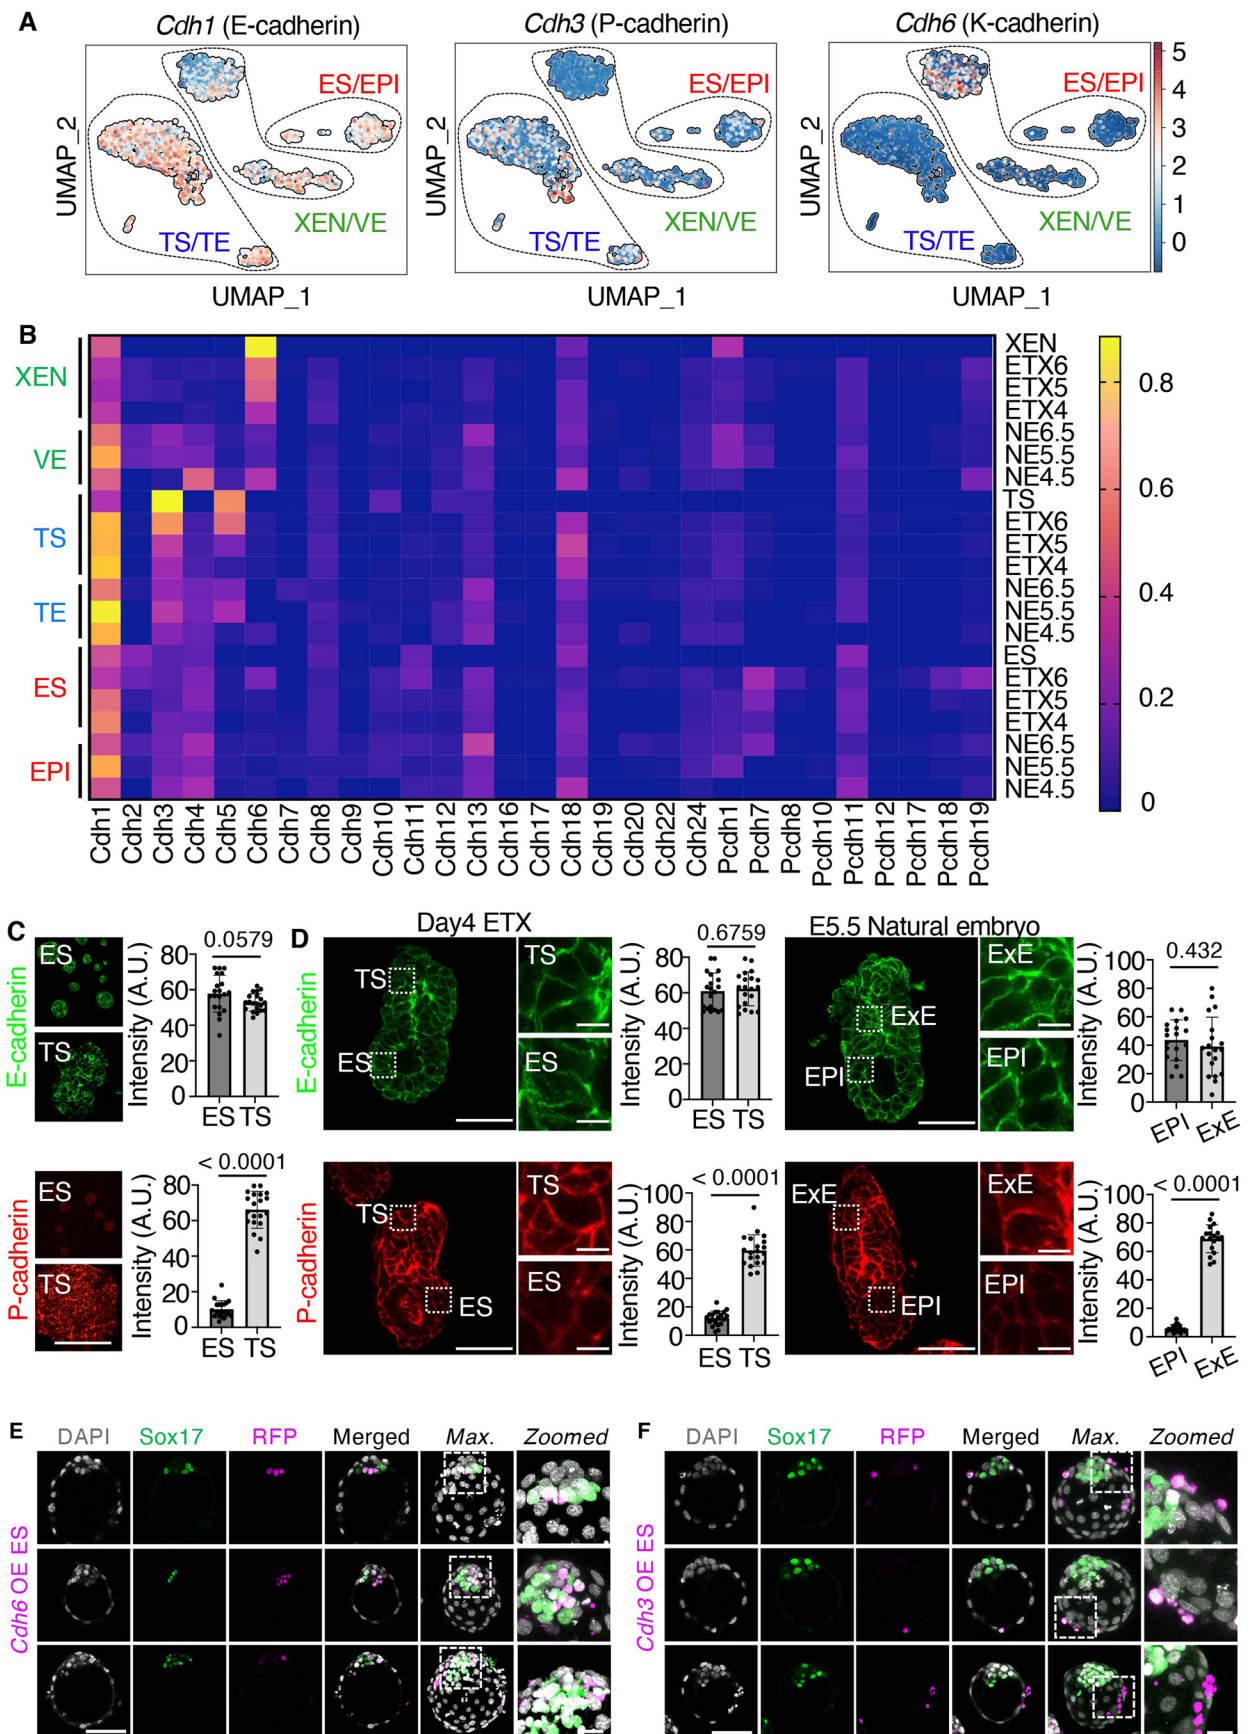 A
Cdh1 (E-cadherin)
Cdh3 (P-cadherin)
Cdh6 (K-cadherin)
UMAP_2
ES/EPI
XEN/VE
TS/TE
UMAP_1
UMAP_2
ES/EPI
XEN/VE
TS/TE
UMAP_1
UMAP_2
ES/EPI
XEN/VE
TS/TE
UMAP_1
5
4
3
2
1
0
B
XEN
VE
TS
TE
ES
EPI
XEN
ETX6
ETX5
ETX4
NE6.5
NE5.5
NE4.5
TS
ETX6
ETX5
ETX4
NE6.5
NE5.5
NE4.5
ES
ETX6
ETX5
ETX4
NE6.5
NE5.5
NE4.5
0.8
0.6
0.4
0.2
0
Cdh1
Cdh2
Cdh3
Cdh4
Cdh5
Cdh6
Cdh7
Cdh8
Cdh9
Cdh10
Cdh11
Cdh12
Cdh13
Cdh16
Cdh17
Cdh18
Cdh19
Cdh20
Cdh22
Cdh24
Pcdh1
Pcdh7
Pcdh8
Pcdh10
Pcdh11
Pcdh12
Pcdh17
Pcdh18
Pcdh19
C
E-cadherin
ES
TS
Intensity (A.U.)
0.0579
80
60
40
20
0
ES TS
P-cadherin
ES
TS
Intensity (A.U.)
< 0.0001
80
60
40
20
0
ES TS
D
Day4 ETX
E5.5 Natural embryo
E-cadherin
TS
ES
TS
ES
Intensity (A.U.)
0.6759
80
60
40
20
0
ES TS
ExE
EPI
ExE
EPI
Intensity (A.U.)
0.432
100
80
60
40
20
0
EPI ExE
P-cadherin
TS
ES
TS
ES
Intensity (A.U.)
< 0.0001
100
80
60
40
20
0
ES TS
ExE
EPI
ExE
EPI
Intensity (A.U.)
< 0.0001
100
80
60
40
20
0
EPI ExE
E
DAPI Sox17 RFP Merged Max. Zoomed
Cdh6 OE ES
F
DAPI Sox17 RFP Merged Max. Zoomed
Cdh3 OE ES